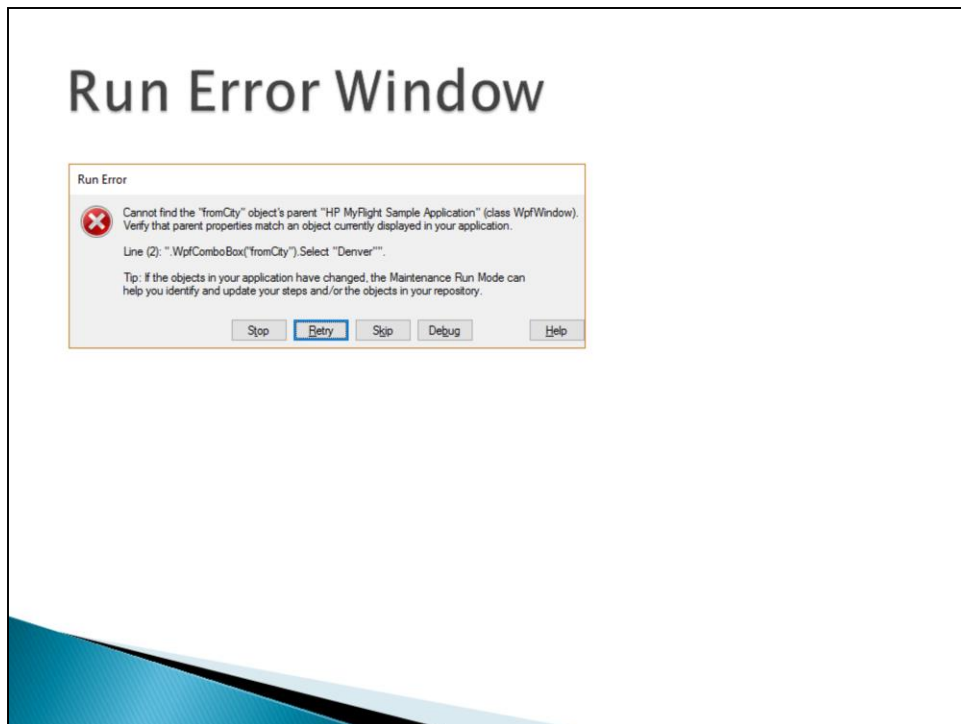 Run Error Window
Run Error
Cannot find the "fromCity" object's parent "HP MyFlight Sample Application" (class WpfWindow).
Verify that parent properties match an object currently displayed in your application.
Line (2): ".WpfComboBox("fromCity").Select "Denver"".
Tip: If the objects in your application have changed, the Maintenance Run Mode can
help you identify and update your steps and/or the objects in your repository.
Stop Retry Skip Debug Help